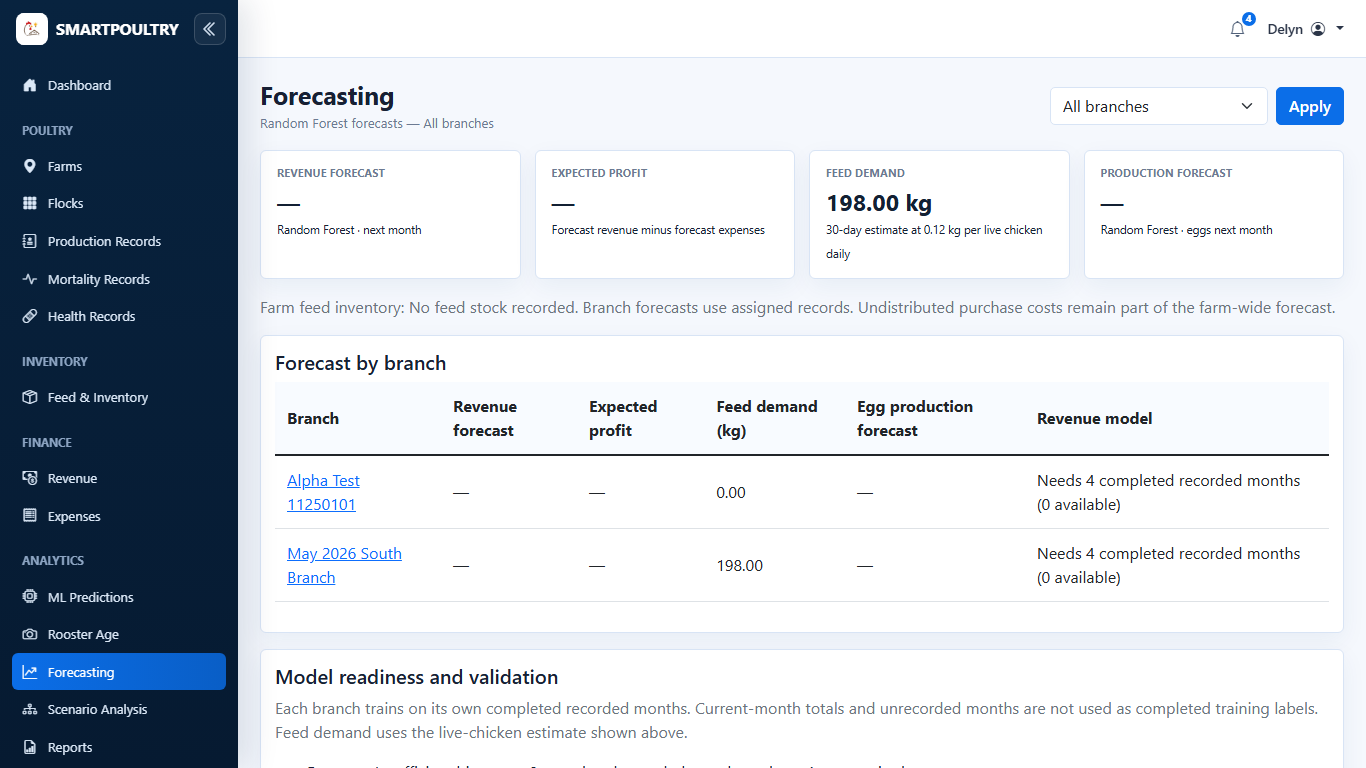 SMARTPOULTRY
4
Delyn
Dashboard
POULTRY
Farms
Flocks
Production Records
Mortality Records
Health Records
INVENTORY
Feed & Inventory
FINANCE
Revenue
Expenses
ANALYTICS
ML Predictions
Rooster Age
Forecasting
Scenario Analysis
Reports
Forecasting
Random Forest forecasts — All branches
All branches
Apply
REVENUE FORECAST
—
Random Forest · next month
EXPECTED PROFIT
—
Forecast revenue minus forecast expenses
FEED DEMAND
198.00 kg
30-day estimate at 0.12 kg per live chicken
daily
PRODUCTION FORECAST
—
Random Forest · eggs next month
Farm feed inventory: No feed stock recorded. Branch forecasts use assigned records. Undistributed purchase costs remain part of the farm-wide forecast.
Forecast by branch
Branch
Revenue
forecast
Expected
profit
Feed demand
(kg)
Egg production
forecast
Revenue model
Alpha Test
11250101
—
—
0.00
—
Needs 4 completed recorded months
(0 available)
May 2026 South
Branch
—
—
198.00
—
Needs 4 completed recorded months
(0 available)
Model readiness and validation
Each branch trains on its own completed recorded months. Current-month totals and unrecorded months are not used as completed training labels.
Feed demand uses the live-chicken estimate shown above.